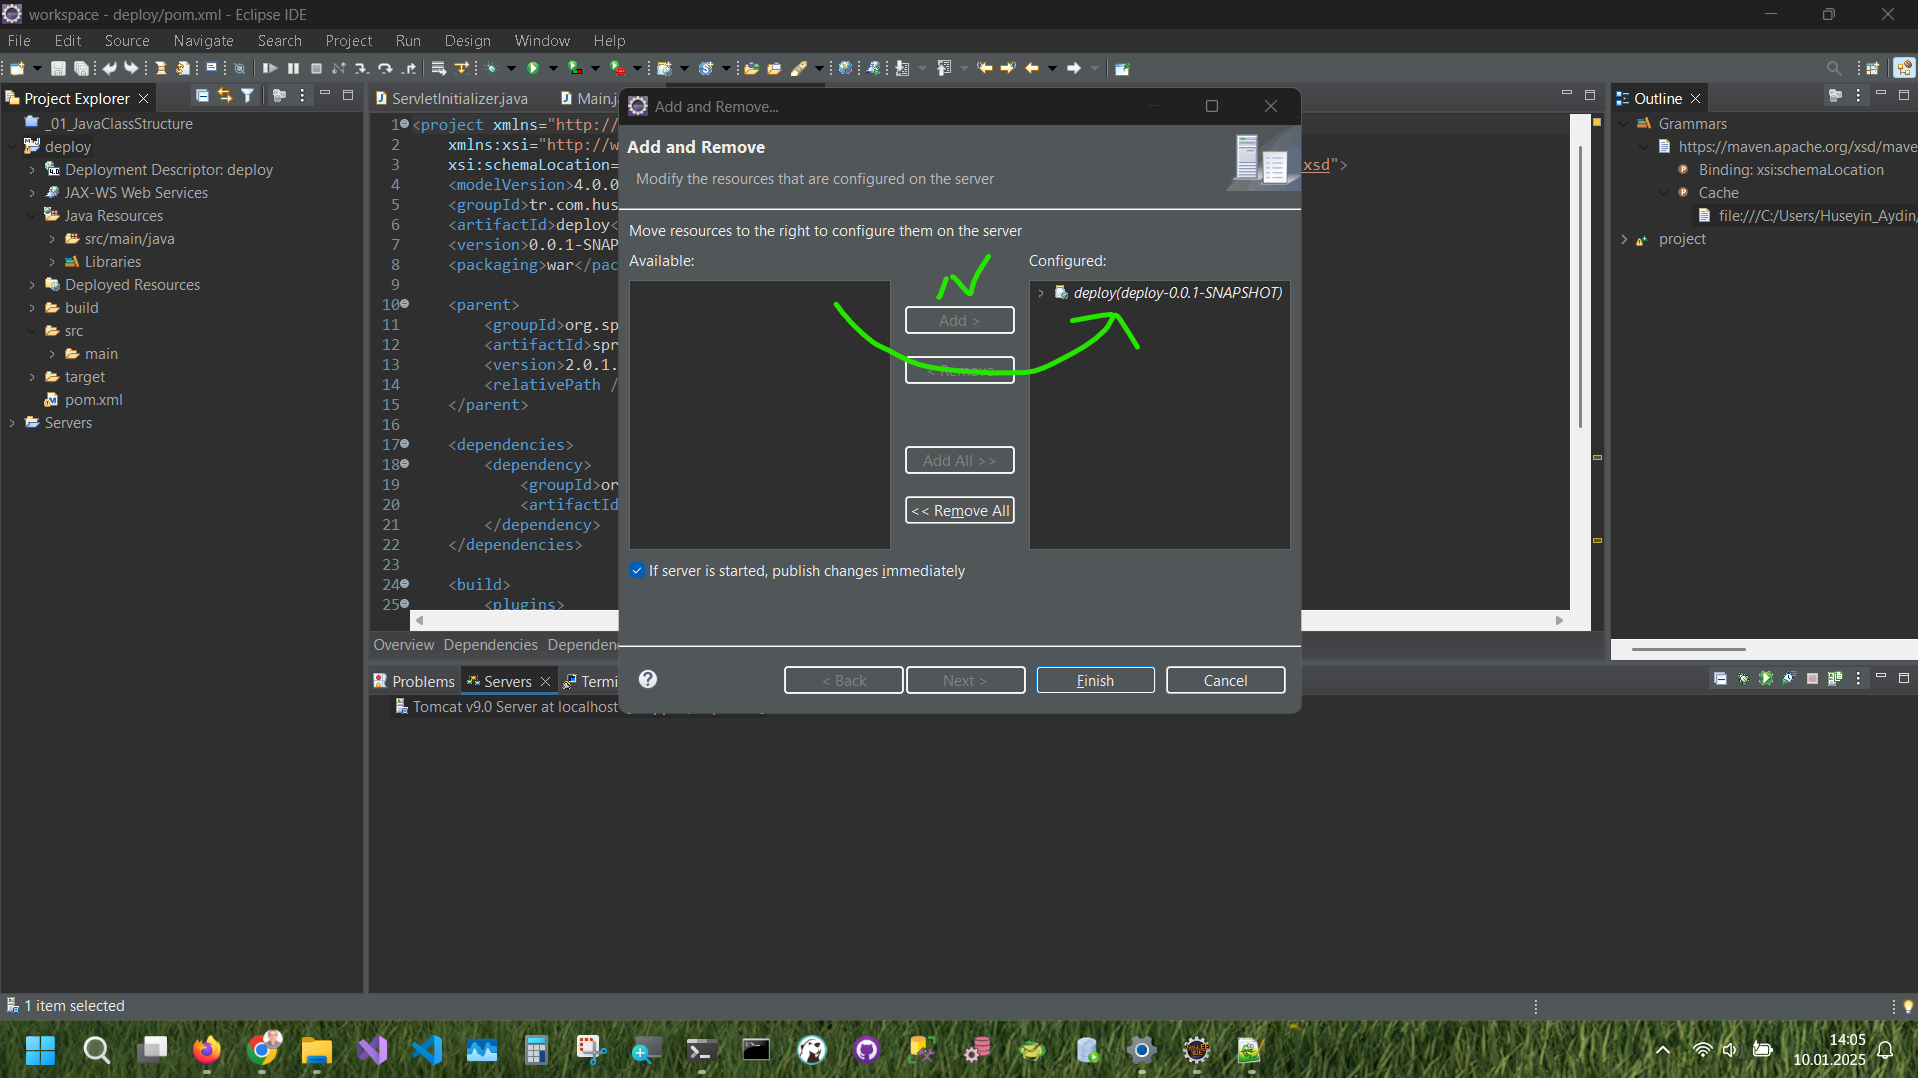 workspace - deploy/pom.xml - Eclipse IDE
File Edit Source Navigate Search Project Run Design Window Help
Project Explorer
_01_JavaClassStructure
deploy
Deployment Descriptor: deploy
JAX-WS Web Services
Java Resources
src/main/java
Libraries
Deployed Resources
build
src
main
target
pom.xml
Servers
ServletInitializer.java
Main.j
1 <project xmlns="http://
2 xmlns:xsi="http://w
3 xsi:schemaLocation=
xsd">
4 <modelVersion>4.0.0
5 <groupId>tr.com.hus
6 <artifactId>deploy<
7 <version>0.0.1-SNAP
8 <packaging>war</pac
9
10 <parent>
11 <groupId>org.sp
12 <artifactId>spr
13 <version>2.0.1.
14 <relativePath /
15 </parent>
16
17 <dependencies>
18 <dependency>
19 <groupId>or
20 <artifactId
21 </dependency>
22 </dependencies>
23
24 <build>
25 <plugins>
Overview Dependencies Dependen
Add and Remove...
Add and Remove
Modify the resources that are configured on the server
Move resources to the right to configure them on the server
Available:
Configured:
deploy(deploy-0.0.1-SNAPSHOT)
Add >
< Remove
Add All >>
<< Remove All
If server is started, publish changes immediately
< Back
Next >
Finish
Cancel
Outline
Grammars
https://maven.apache.org/xsd/mave
Binding: xsi:schemaLocation
Cache
file:///C:/Users/Huseyin_Aydin/
project
Problems Servers Termi
Tomcat v9.0 Server at localhost
1 item selected
14:05
10.01.2025